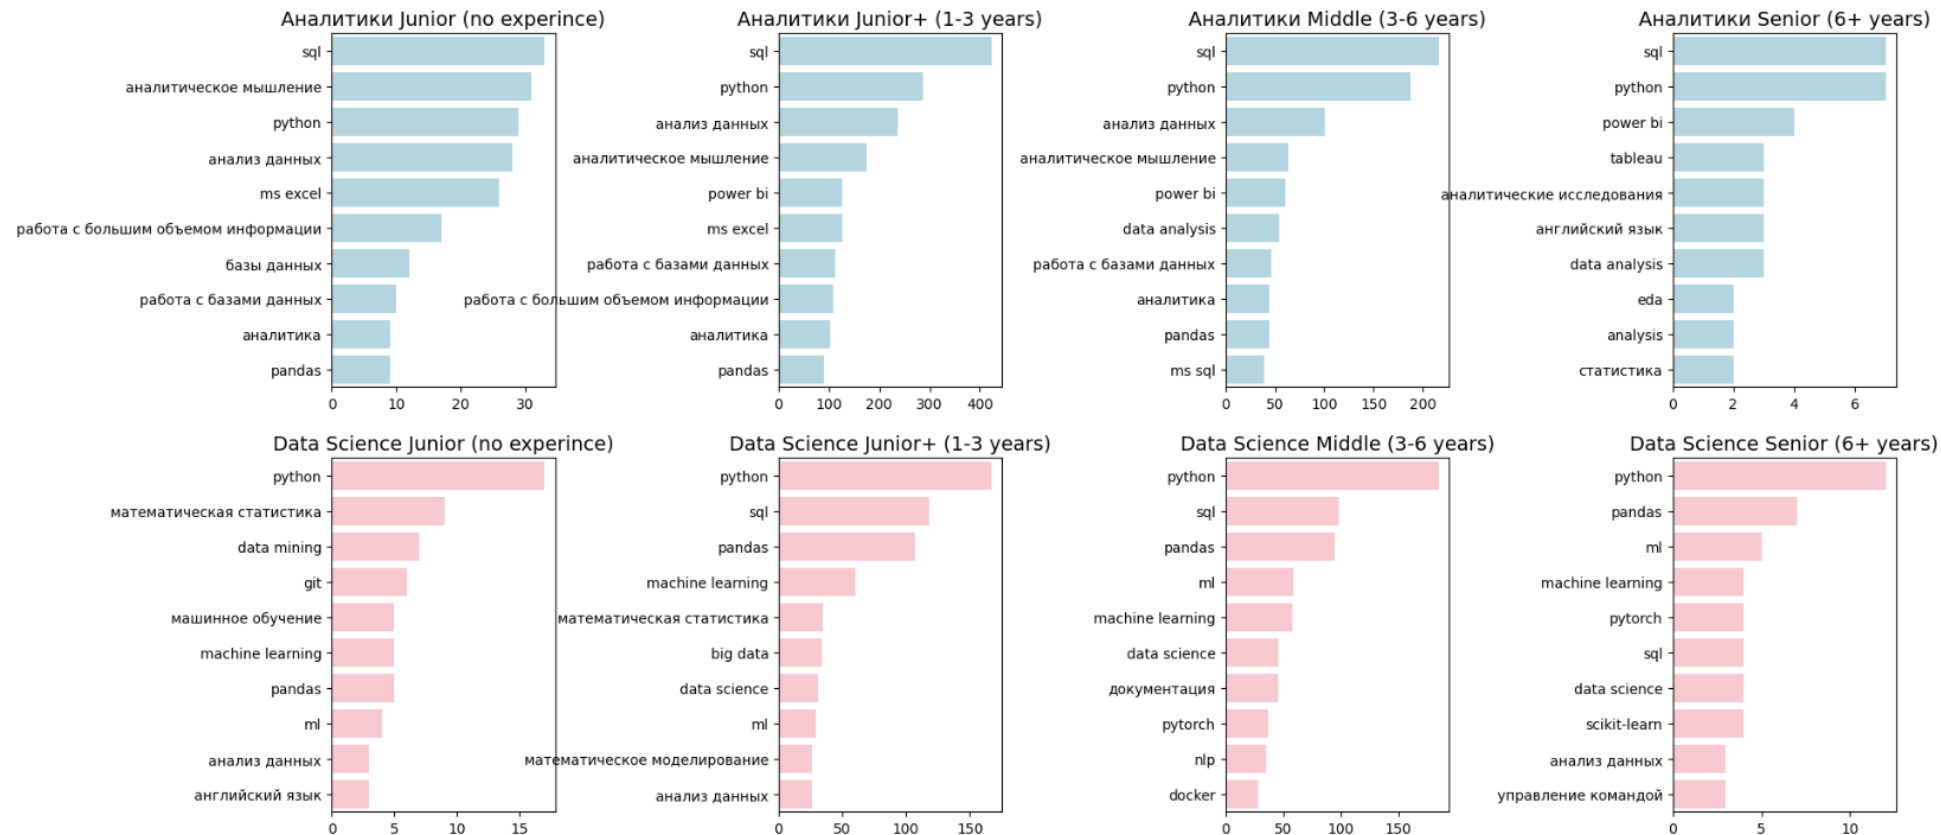 Аналитики Junior (no experince)
sql
аналитическое мышление
python
анализ данных
ms excel
работа с большим объемом информации
базы данных
работа с базами данных
аналитика
pandas
0 10 20 30
Аналитики Junior+ (1-3 years)
sql
python
анализ данных
аналитическое мышление
power bi
ms excel
работа с базами данных
работа с большим объемом информации
аналитика
pandas
0 100 200 300 400
Аналитики Middle (3-6 years)
sql
python
анализ данных
аналитическое мышление
power bi
data analysis
работа с базами данных
аналитика
pandas
ms sql
0 50 100 150 200
Аналитики Senior (6+ years)
sql
python
power bi
tableau
аналитические исследования
английский язык
data analysis
eda
analysis
статистика
0 2 4 6
Data Science Junior (no experince)
python
математическая статистика
data mining
git
машинное обучение
machine learning
pandas
ml
анализ данных
английский язык
0 5 10 15
Data Science Junior+ (1-3 years)
python
sql
pandas
machine learning
математическая статистика
big data
data science
ml
математическое моделирование
анализ данных
0 50 100 150
Data Science Middle (3-6 years)
python
sql
pandas
ml
machine learning
data science
документация
pytorch
nlp
docker
0 50 100 150
Data Science Senior (6+ years)
python
pandas
ml
machine learning
pytorch
sql
data science
scikit-learn
анализ данных
управление командой
0 5 10